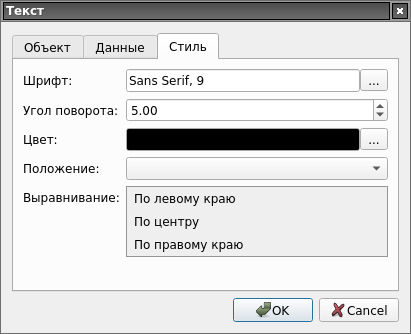 Текст
Объект Данные Стиль
Шрифт: Sans Serif, 9 ...
Угол поворота: 5.00
Цвет: ...
Положение:
Выравнивание: По левому краю
По центру
По правому краю
OK Cancel